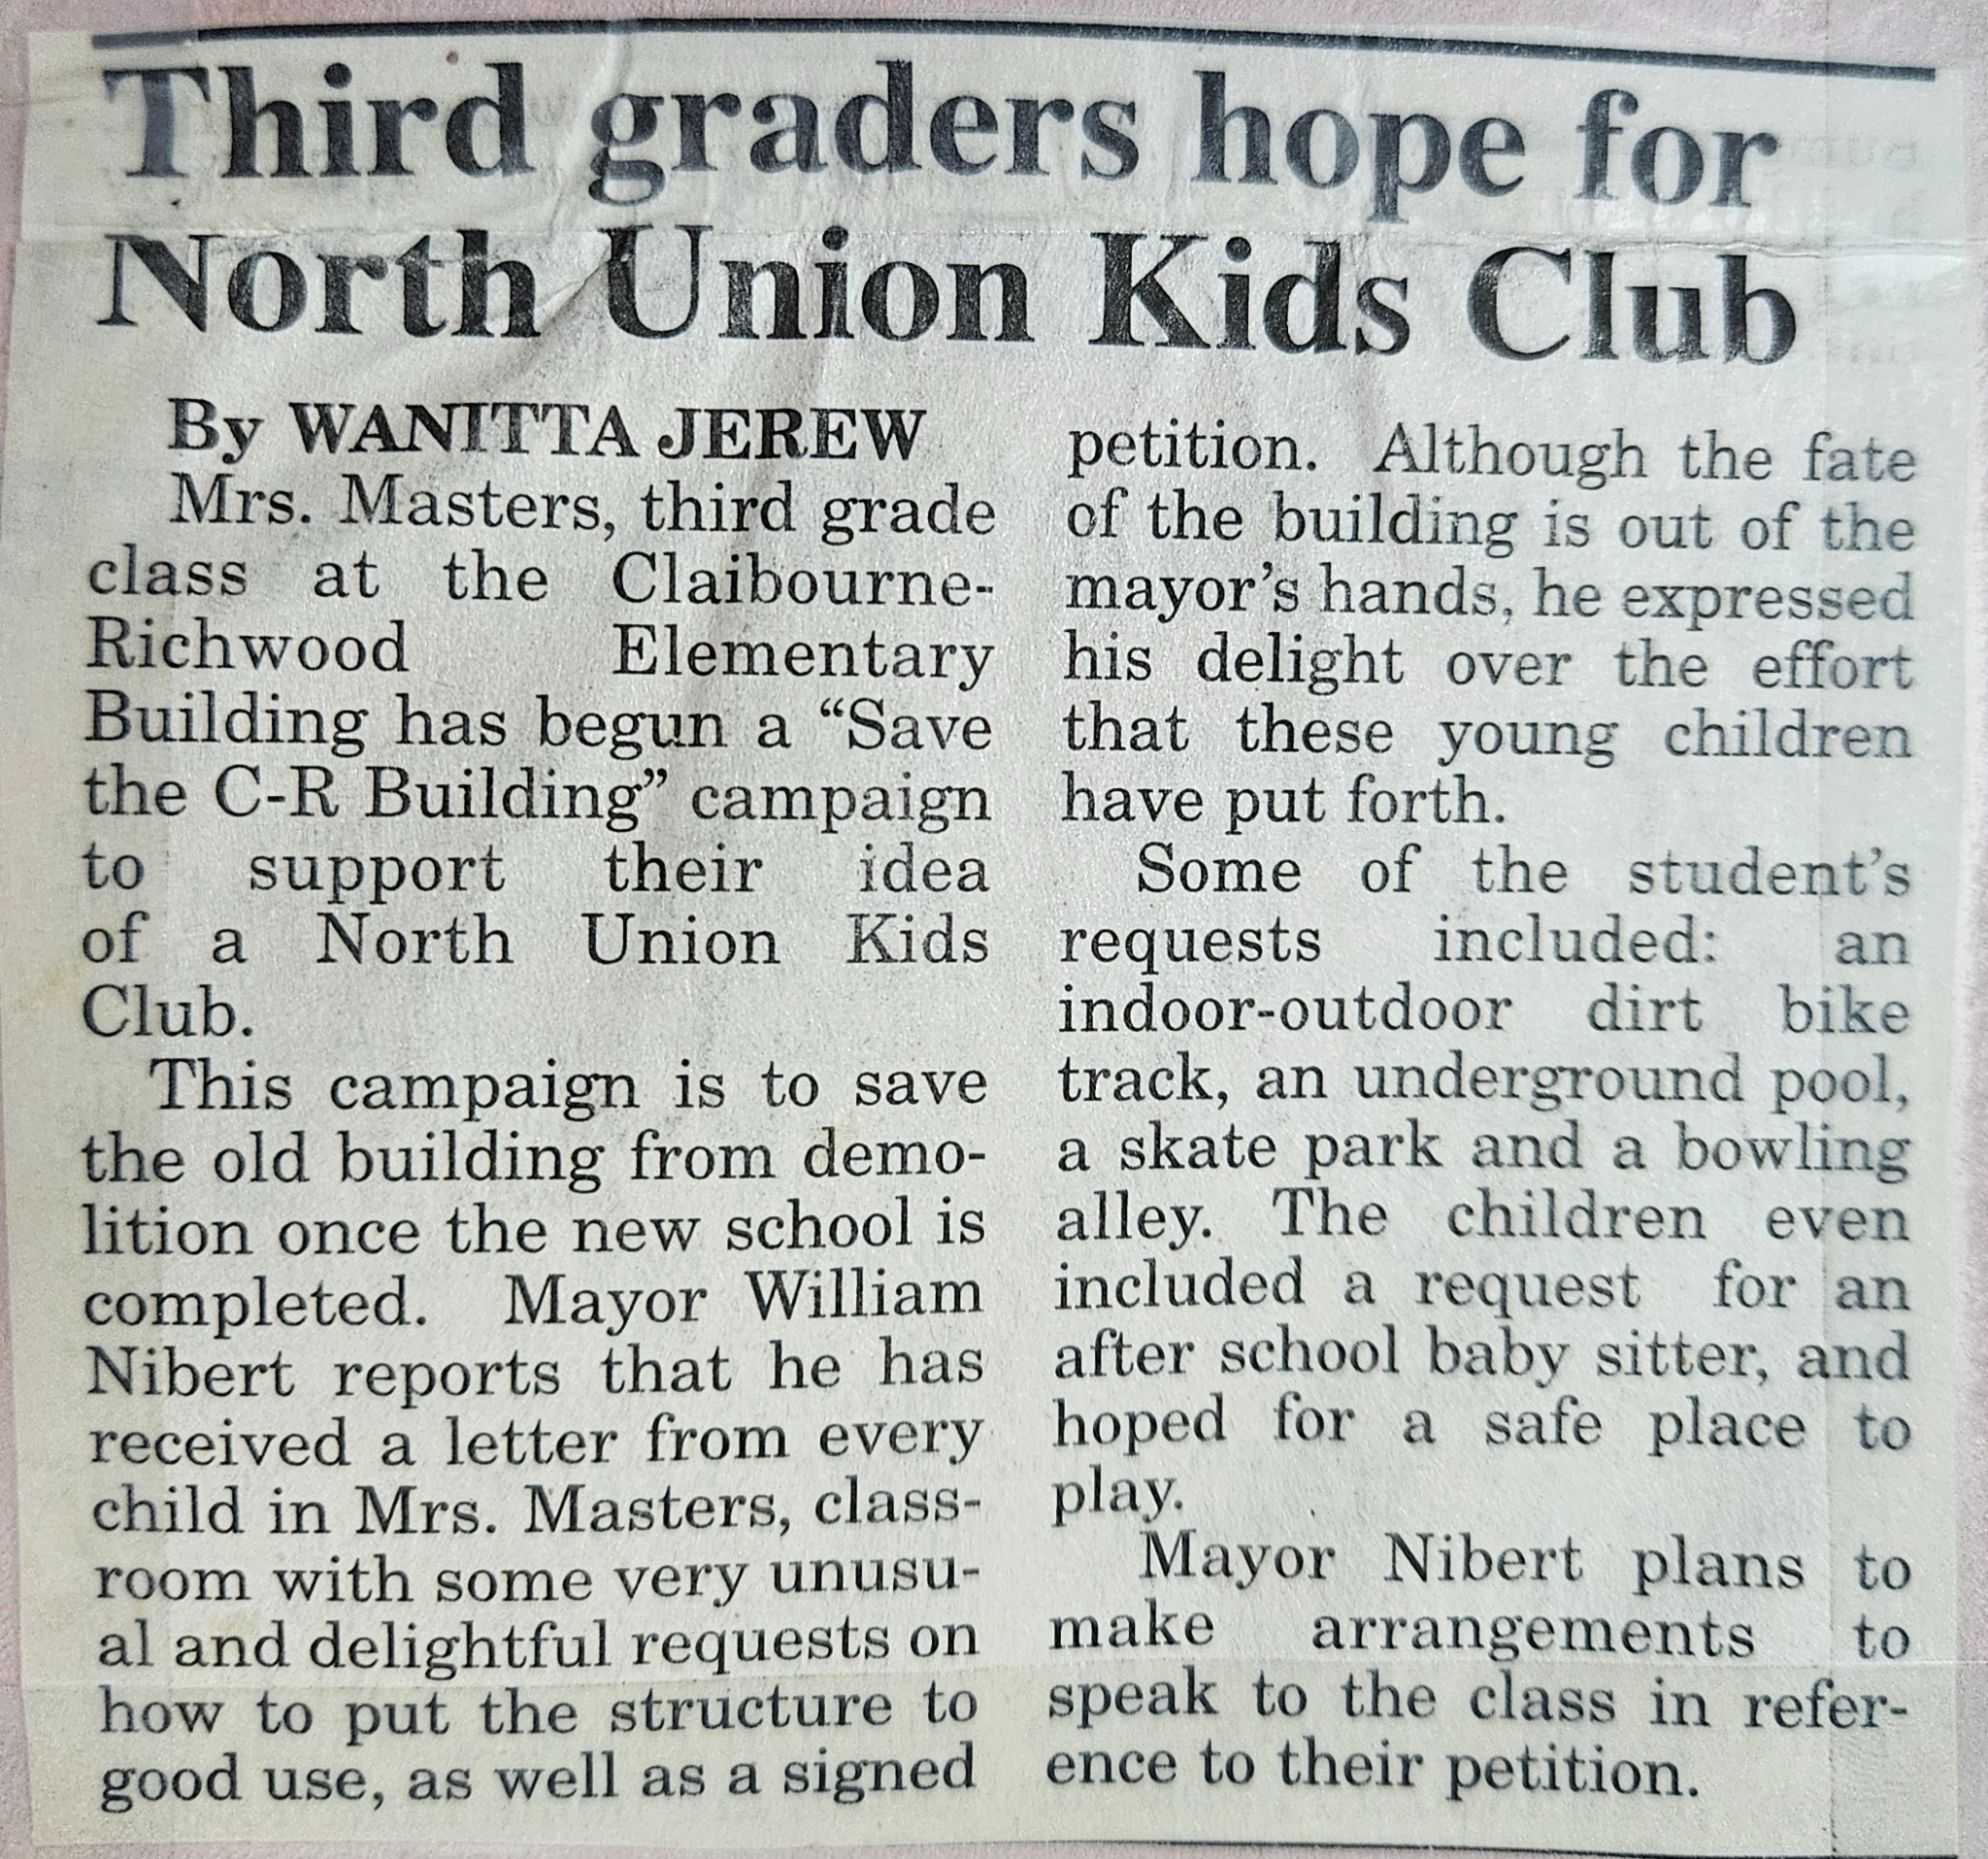 Third graders hope for
North Union Kids Club
By WANITTA JEREW
Mrs. Masters, third grade
class at the Claibourne-
Richwood Elementary
Building has begun a “Save
the C-R Building” campaign
to support their idea
of a North Union Kids
Club.
This campaign is to save
the old building from demo-
lition once the new school is
completed. Mayor William
Nibert reports that he has
received a letter from every
child in Mrs. Masters, class-
room with some very unusu-
al and delightful requests on
how to put the structure to
good use, as well as a signed
petition. Although the fate
of the building is out of the
mayor’s hands, he expressed
his delight over the effort
that these young children
have put forth.
Some of the student’s
requests included: an
indoor-outdoor dirt bike
track, an underground pool,
a skate park and a bowling
alley. The children even
included a request for an
after school baby sitter, and
hoped for a safe place to
play.
Mayor Nibert plans to
make arrangements to
speak to the class in refer-
ence to their petition.